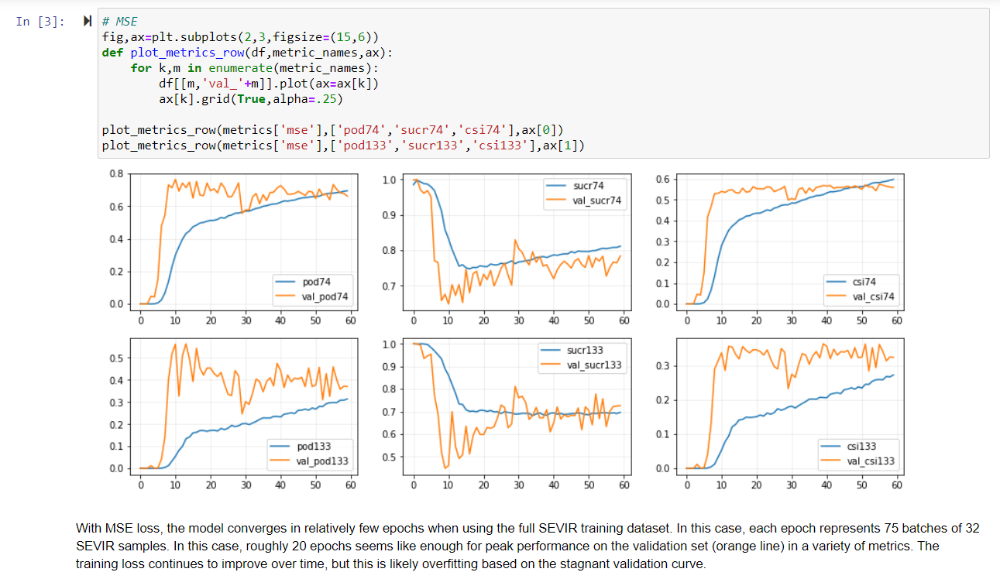 In [3]:
# MSE
fig,ax=plt.subplots(2,3,figsize=(15,6))
def plot_metrics_row(df,metric_names,ax):
    for k,m in enumerate(metric_names):
        df[[m,'val_'+m]].plot(ax=ax[k])
        ax[k].grid(True,alpha=.25)
plot_metrics_row(metrics['mse'],['pod74','sucr74','csi74'],ax[0])
plot_metrics_row(metrics['mse'],['pod133','sucr133','csi133'],ax[1])
0.8
0.6
0.4
0.2
0.0
pod74
val_pod74
0 10 20 30 40 50 60
1.0
0.9
0.8
0.7
sucr74
val_sucr74
0 10 20 30 40 50 60
0.6
0.5
0.4
0.3
0.2
0.1
0.0
csi74
val_csi74
0 10 20 30 40 50 60
0.5
0.4
0.3
0.2
0.1
0.0
pod133
val_pod133
0 10 20 30 40 50 60
1.0
0.9
0.8
0.7
0.6
0.5
sucr133
val_sucr133
0 10 20 30 40 50 60
0.3
0.2
0.1
0.0
csi133
val_csi133
0 10 20 30 40 50 60
With MSE loss, the model converges in relatively few epochs when using the full SEVIR training dataset. In this case, each epoch represents 75 batches of 32
SEVIR samples. In this case, roughly 20 epochs seems like enough for peak performance on the validation set (orange line) in a variety of metrics. The
training loss continues to improve over time, but this is likely overfitting based on the stagnant validation curve.